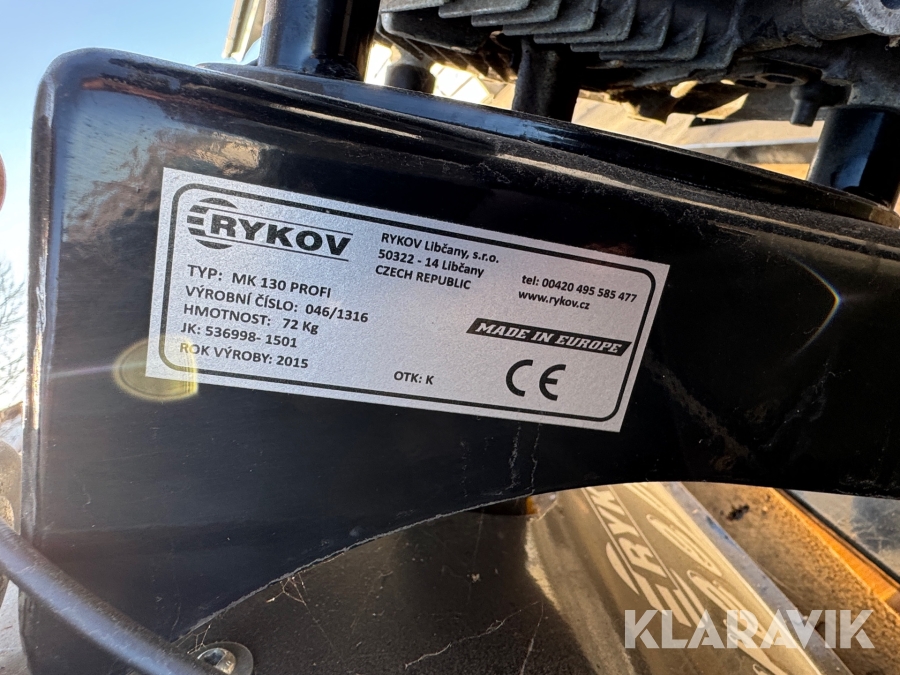 RYKOV
RYKOV Libčany, s.r.o.
50322 - 14 Libčany
CZECH REPUBLIC
tel: 00420 495 585 477
www.rykov.cz
TYP: MK 130 PROFI
VÝROBNÍ ČÍSLO: 046/1316
HMOTNOST: 72 Kg
JK: 536998- 1501
ROK VÝROBY: 2015
OTK: K
MADE IN EUROPE
CE
RYK
KLARAVIK